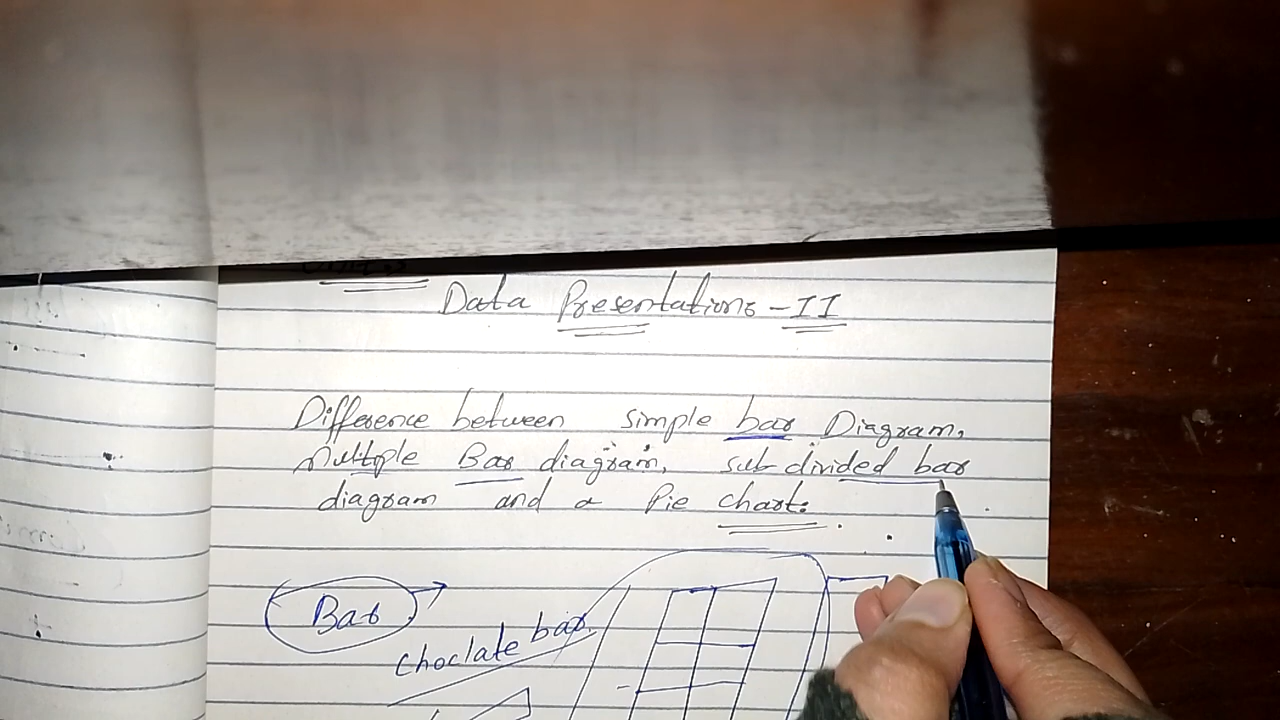 Data Presentations - II
Difference between simple bar Diagram,
Multiple Bar diagram, sub divided bar
diagram and a Pie chart.
Bar
choclate bar